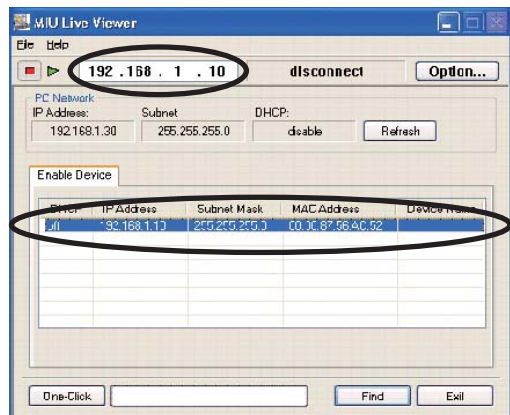 MIU Live Viewer
File Help
192 . 168 . 1 . 10 disconnect Option...
PC Network
IP Address: Subnet DHCP:
192.168.1.30 255.255.255.0 disable Refresh
Enable Device
DHCP IP Address Subnet Mask MAC Address Device Name
off 192.168.1.10 255.255.255.0
One-Click Find Exit